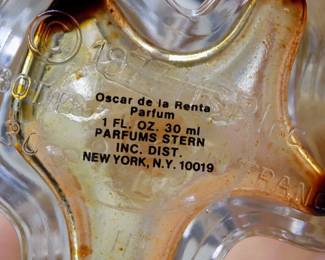 Oscar de la Renta
Parfum
1 FL. OZ. 30 ml
PARFUMS STERN
INC. DIST.
NEW YORK, N.Y. 10019
©